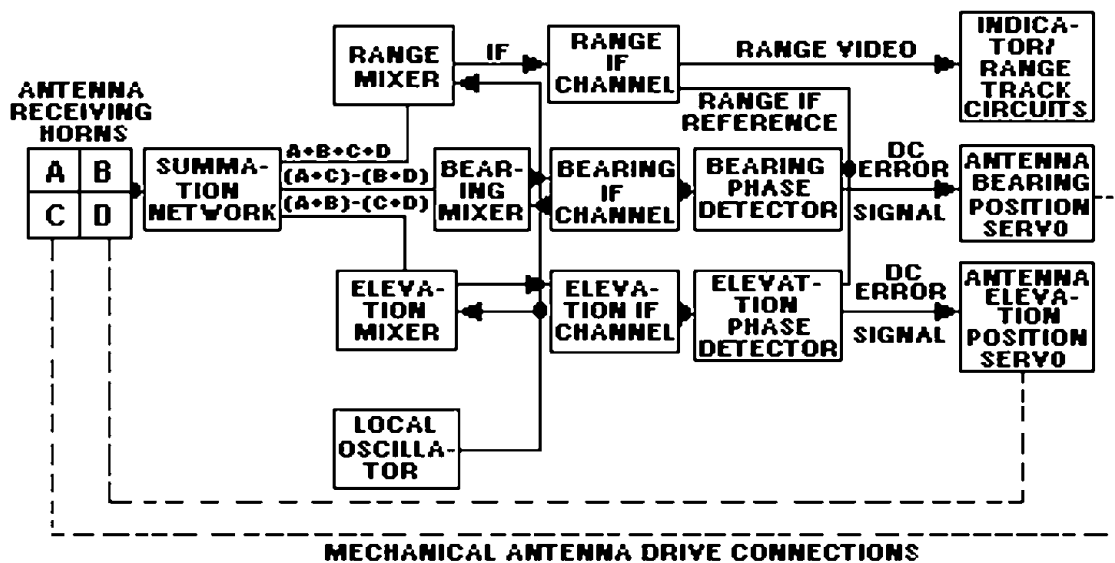 RANGE
MIXER
IF
RANGE
IF
CHANNEL
RANGE VIDEO
INDICA-
TOR/
RANGE
TRACK
CIRCUITS
RANGE IF
REFERENCE
ANTENNA
RECEIVING
HORNS
A B
C D
SUMMA-
TION
NETWORK
A+B+C+D
(A+C)-(B+D)
(A+B)-(C+D)
BEAR-
ING
MIXER
BEARING
IF
CHANNEL
BEARING
PHASE
DETECTOR
DC
ERROR
SIGNAL
ANTENNA
BEARING
POSITION
SERVO
ELEVA-
TION
MIXER
ELEVA-
TION IF
CHANNEL
ELEVAT-
TION
PHASE
DETECTOR
DC
ERROR
SIGNAL
ANTENNA
ELEVA-
TION
POSITION
SERVO
LOCAL
OSCILLA-
TOR
MECHANICAL ANTENNA DRIVE CONNECTIONS